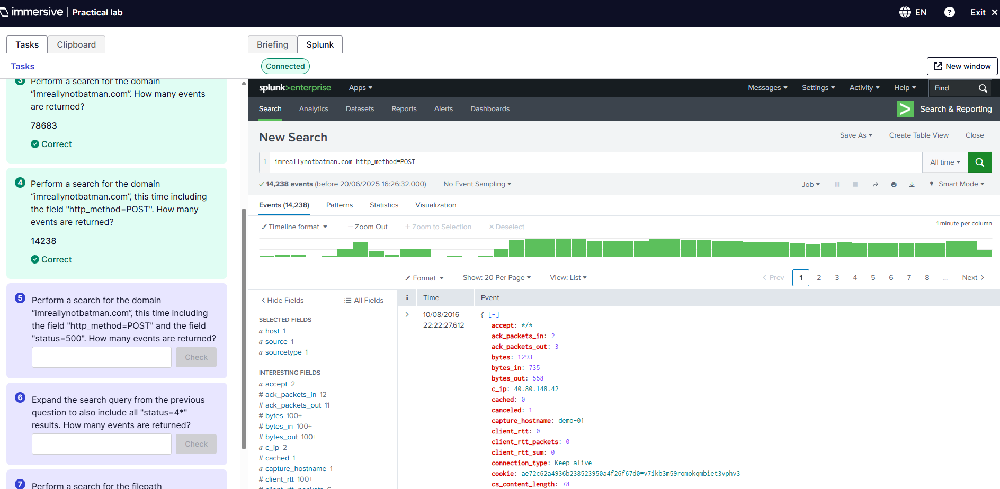 immersive Practical lab
EN
? Exit ×
Tasks Clipboard
Tasks
3 Perform a search for the domain
“imreallynotbatman.com”. How many events
are returned?
78683
Correct
4 Perform a search for the domain
“imreallynotbatman.com”, this time including
the field "http_method=POST". How many
events are returned?
14238
Correct
5 Perform a search for the domain
“imreallynotbatman.com”, this time including
the field "http_method=POST" and the field
"status=500". How many events are returned?
Check
6 Expand the search query from the previous
question to also include all "status=4*"
results. How many events are returned?
Check
7 Perform a search for the filepath
Briefing Splunk
Connected
New window
splunk>enterprise Apps
Messages Settings Activity Help Find
Search Analytics Datasets Reports Alerts Dashboards
> Search & Reporting
New Search
Save As Create Table View Close
1 imreallynotbatman.com http_method=POST
All time
14,238 events (before 20/06/2025 16:26:32.000) No Event Sampling
Job Smart Mode
Events (14,238) Patterns Statistics Visualization
Timeline format — Zoom Out + Zoom to Selection × Deselect
1 minute per column
Format Show: 20 Per Page View: List
< Prev 1 2 3 4 5 6 7 8 ... Next >
< Hide Fields All Fields
SELECTED FIELDS
a host 1
a source 1
a sourcetype 1
INTERESTING FIELDS
a accept 2
# ack_packets_in 12
# ack_packets_out 11
# bytes 100+
# bytes_in 100+
# bytes_out 100+
a c_ip 2
# cached 1
a capture_hostname 1
# client_rtt 100+
i Time Event
> 10/08/2016
22:22:27.612
{ [-]
accept: */*
ack_packets_in: 2
ack_packets_out: 3
bytes: 1293
bytes_in: 735
bytes_out: 558
c_ip: 40.80.148.42
cached: 0
canceled: 1
capture_hostname: demo-01
client_rtt: 0
client_rtt_packets: 0
client_rtt_sum: 0
connection_type: Keep-alive
cookie: ae72c62a4936b238523950a4f26f67d0=v7ikb3m59romokqmbiet3vphv3
cs_content_length: 78